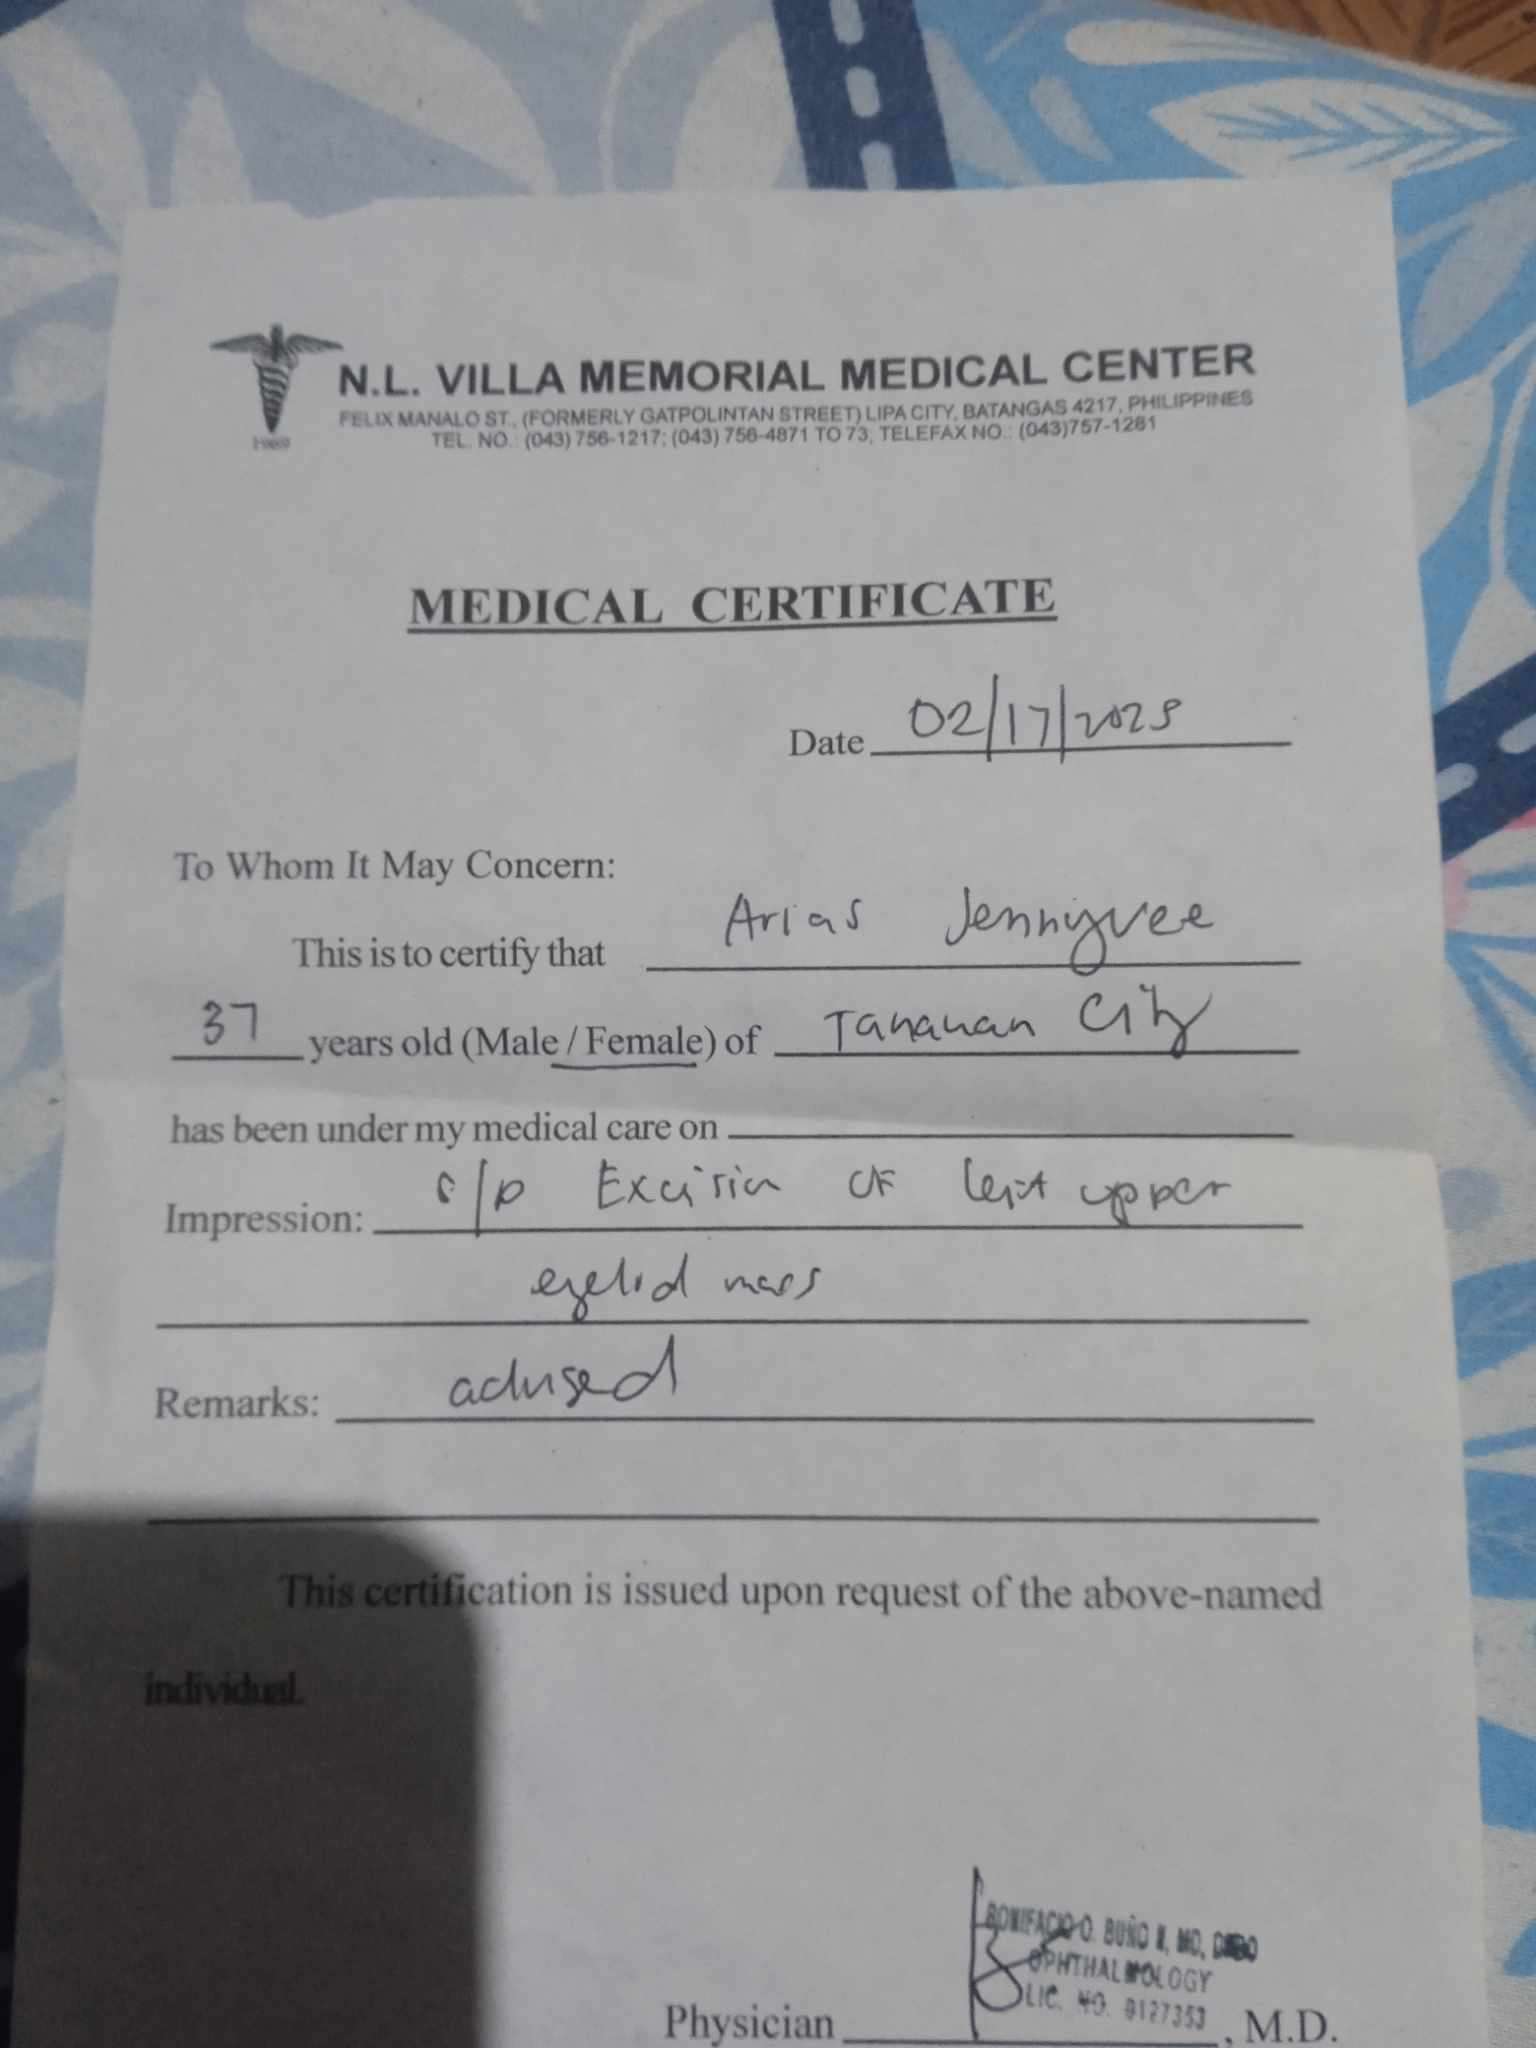 N.L. VILLA MEMORIAL MEDICAL CENTER
FELIX MANALO ST., (FORMERLY GATPOLINTAN STREET) LIPA CITY, BATANGAS 4217, PHILIPPINES
TEL. NO.: (043) 756-1217; (043) 756-4871 TO 73; TELEFAX NO.: (043)757-1281
MEDICAL CERTIFICATE
Date 02/17/2025
To Whom It May Concern:
This is to certify that Arias Jennyvee
37 years old (Male / Female) of Tanauan City
has been under my medical care on
Impression: s/p Excision of left upper
eyelid mass
Remarks: advised
This certification is issued upon request of the above-named
individual.
BONIFACIO O. BUÑO MD,
OPHTHALMOLOGY
LIC. NO. 0127353
Physician , M.D.